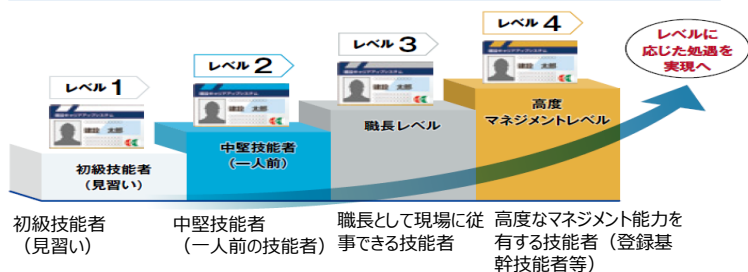 レベル 1
レベル 2
レベル 3
レベル 4
レベルに
応じた処遇を
実現へ
建設 太郎
建設 太郎
建設 太郎
建設 太郎
初級技能者
(見習い)
中堅技能者
(一人前)
職長レベル
高度
マネジメントレベル
初級技能者
（見習い）
中堅技能者
（一人前の技能者）
職長として現場に従
事できる技能者
高度なマネジメント能力を
有する技能者（登録基
幹技能者等）